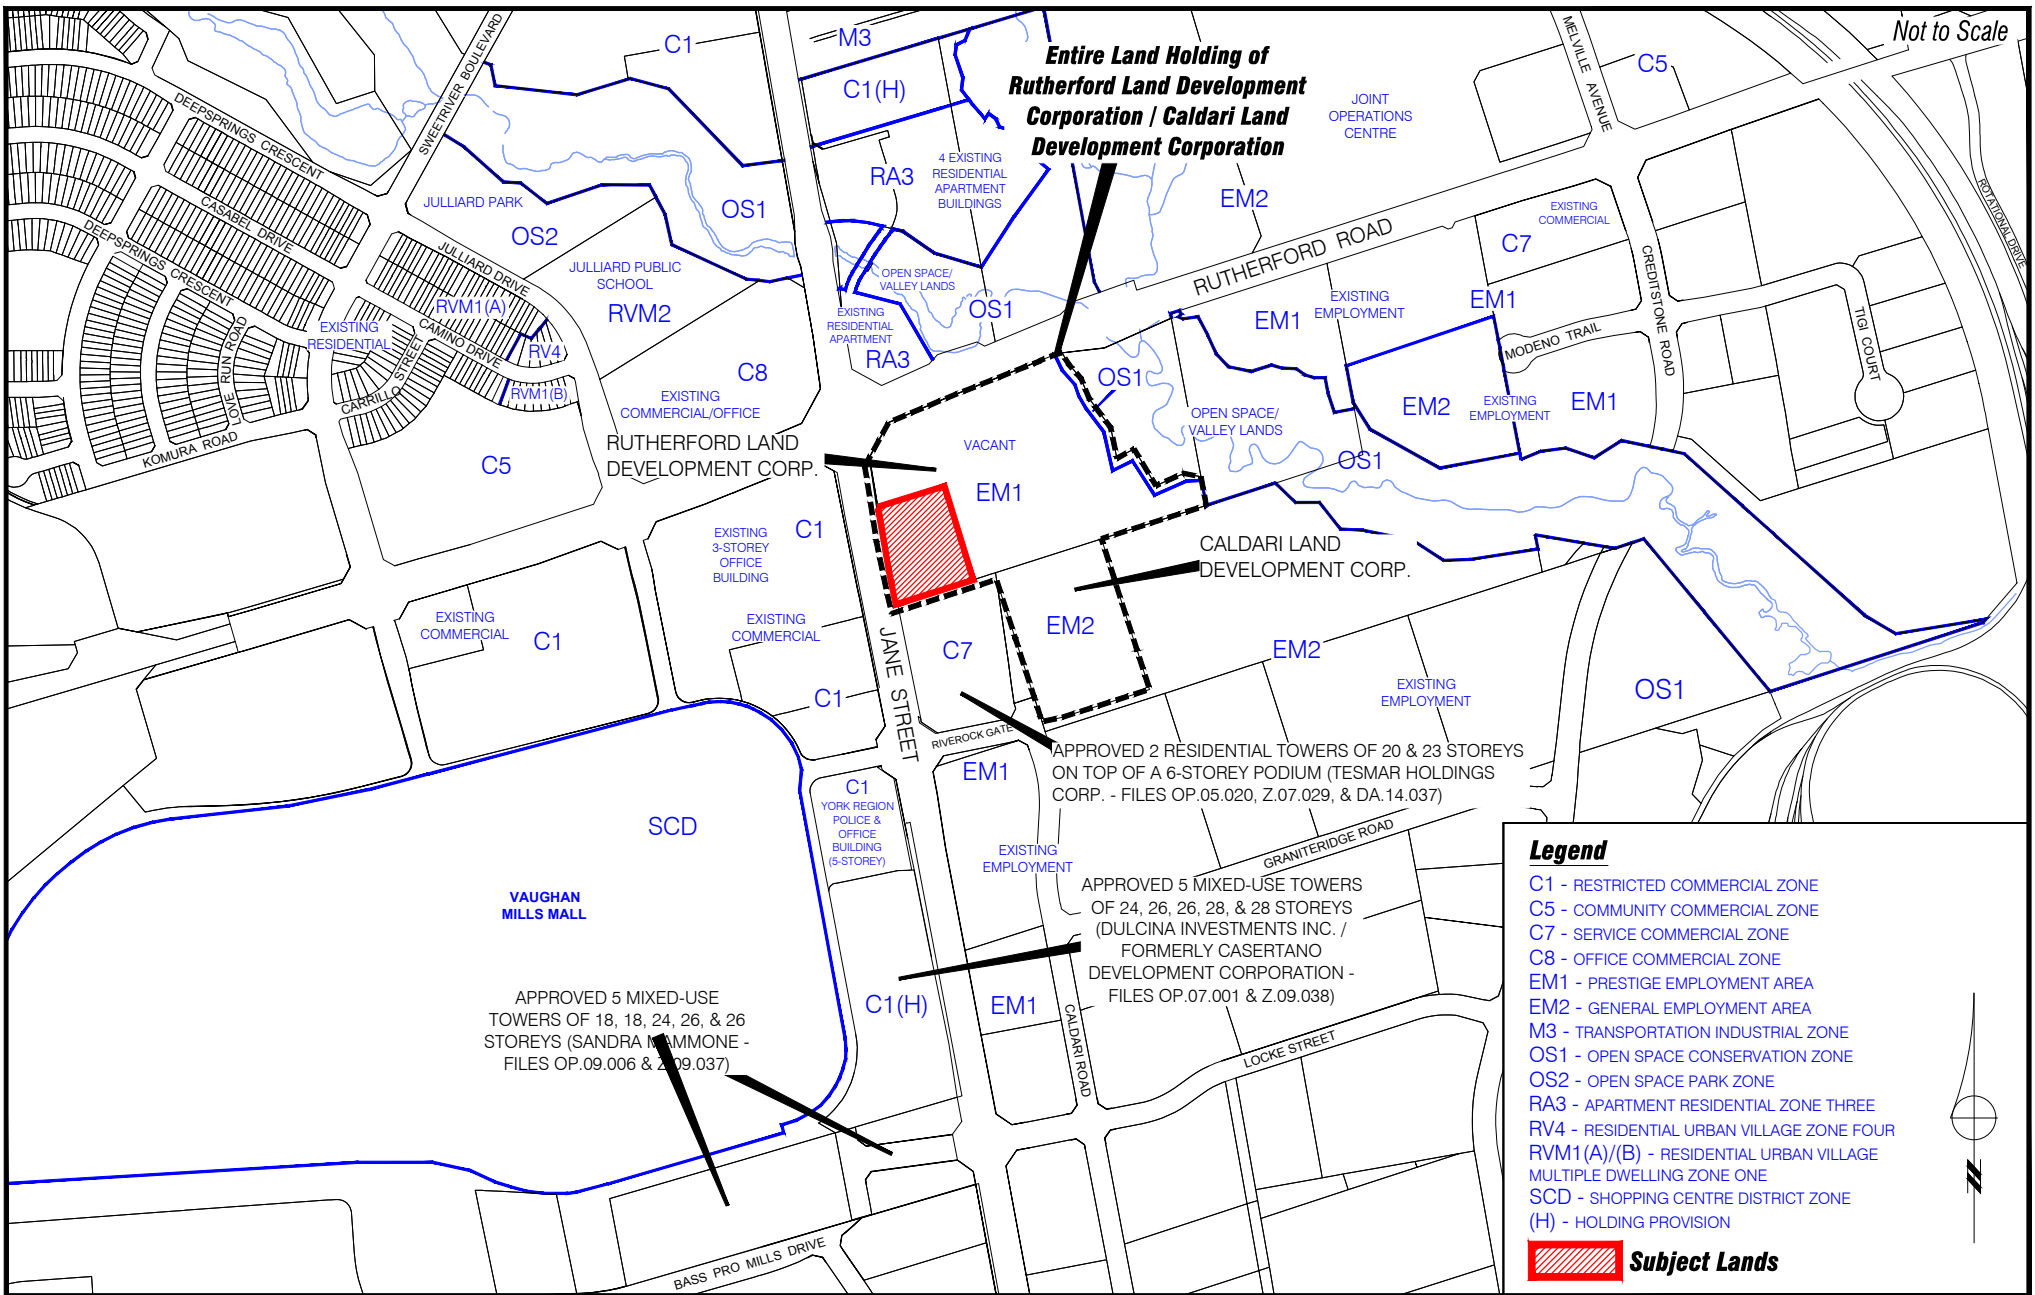 Not to Scale
Entire Land Holding of
Rutherford Land Development
Corporation / Caldari Land
Development Corporation
C1
M3
C1(H)
C5
MELVILLE AVENUE
JOINT
OPERATIONS
CENTRE
ROTATIONAL DRIVE
SWEETRIVER BOULEVARD
DEEPSPRINGS CRESCENT
CASABEL DRIVE
DEEPSPRINGS CRESCENT
JULLIARD PARK
OS2
OS1
RA3
4 EXISTING
RESIDENTIAL
APARTMENT
BUILDINGS
EM2
RUTHERFORD ROAD
EXISTING
COMMERCIAL
C7
CREDITSTONE ROAD
TIGI COURT
JULLIARD DRIVE
JULLIARD PUBLIC
SCHOOL
RVM2
OPEN SPACE/
VALLEY LANDS
OS1
EXISTING
RESIDENTIAL
APARTMENT
RA3
EXISTING
EMPLOYMENT
EM1
EM1
MODENO TRAIL
RVM1(A)
EXISTING
RESIDENTIAL
CAMINO DRIVE
RV4
RVM1(B)
LOVE RUN ROAD
CARRILLO STREET
KOMURA ROAD
C8
EXISTING
COMMERCIAL/OFFICE
RUTHERFORD LAND
DEVELOPMENT CORP.
VACANT
EM1
OS1
OPEN SPACE/
VALLEY LANDS
EM2
EXISTING
EMPLOYMENT
EM1
OS1
C5
C1
EXISTING
3-STOREY
OFFICE
BUILDING
CALDARI LAND
DEVELOPMENT CORP.
EXISTING
COMMERCIAL
C1
EXISTING
COMMERCIAL
C1
JANE STREET
C7
EM2
EM2
EXISTING
EMPLOYMENT
OS1
RIVEROCK GATE
APPROVED 2 RESIDENTIAL TOWERS OF 20 & 23 STOREYS
ON TOP OF A 6-STOREY PODIUM (TESMAR HOLDINGS
CORP. - FILES OP.05.020, Z.07.029, & DA.14.037)
EM1
C1
YORK REGION
POLICE &
OFFICE
BUILDING
(5-STOREY)
SCD
VAUGHAN
MILLS MALL
EXISTING
EMPLOYMENT
GRANITERIDGE ROAD
APPROVED 5 MIXED-USE TOWERS
OF 24, 26, 26, 28, & 28 STOREYS
(DULCINA INVESTMENTS INC. /
FORMERLY CASERTANO
DEVELOPMENT CORPORATION -
FILES OP.07.001 & Z.09.038)
C1(H)
EM1
CALDARI ROAD
LOCKE STREET
APPROVED 5 MIXED-USE
TOWERS OF 18, 18, 24, 26, & 26
STOREYS (SANDRA MAMMONE -
FILES OP.09.006 & Z.09.037)
BASS PRO MILLS DRIVE
Legend
C1 - RESTRICTED COMMERCIAL ZONE
C5 - COMMUNITY COMMERCIAL ZONE
C7 - SERVICE COMMERCIAL ZONE
C8 - OFFICE COMMERCIAL ZONE
EM1 - PRESTIGE EMPLOYMENT AREA
EM2 - GENERAL EMPLOYMENT AREA
M3 - TRANSPORTATION INDUSTRIAL ZONE
OS1 - OPEN SPACE CONSERVATION ZONE
OS2 - OPEN SPACE PARK ZONE
RA3 - APARTMENT RESIDENTIAL ZONE THREE
RV4 - RESIDENTIAL URBAN VILLAGE ZONE FOUR
RVM1(A)/(B) - RESIDENTIAL URBAN VILLAGE
MULTIPLE DWELLING ZONE ONE
SCD - SHOPPING CENTRE DISTRICT ZONE
(H) - HOLDING PROVISION
Subject Lands